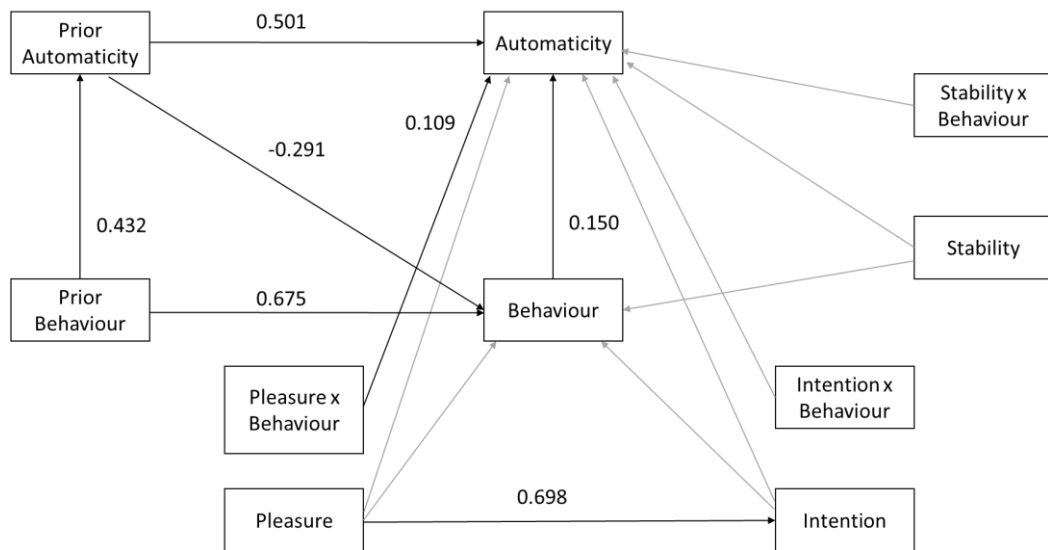 Prior
Automaticity
0.501
Automaticity
Stability x
Behaviour
0.109
-0.291
0.432
0.150
Stability
Prior
Behaviour
0.675
Behaviour
Pleasure x
Behaviour
Intention x
Behaviour
Pleasure
0.698
Intention